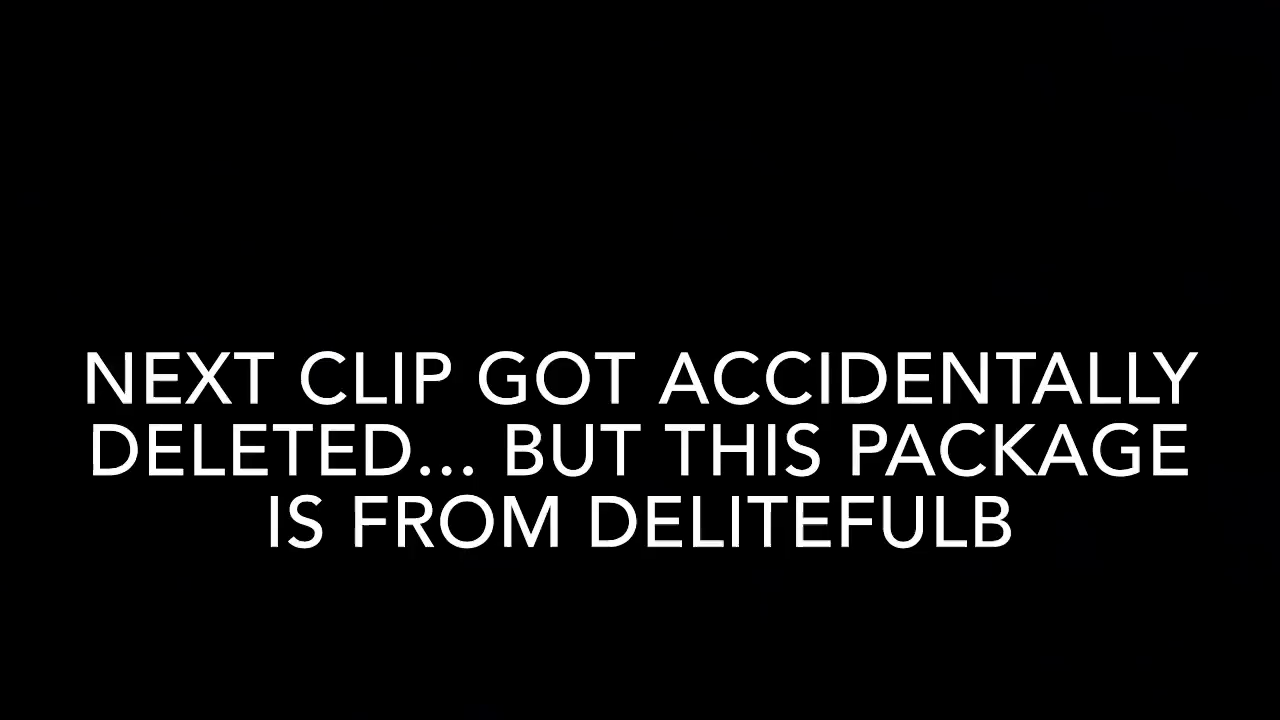 NEXT CLIP GOT ACCIDENTALLY
DELETED... BUT THIS PACKAGE
IS FROM DELITEFULB